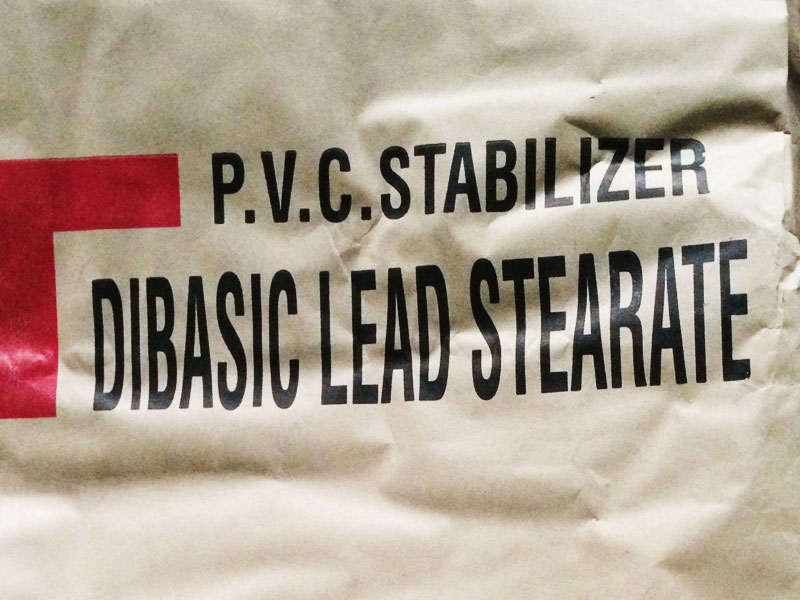 P.V.C. STABILIZER
DIBASIC LEAD STEARATE